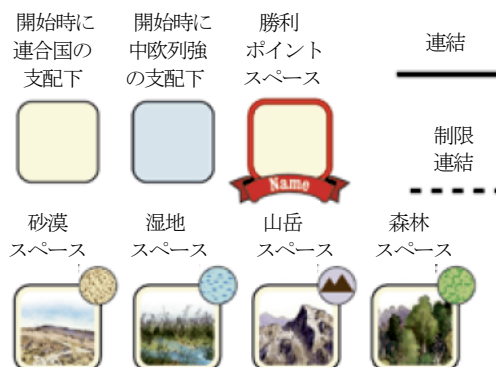 開始時に
連合国の
支配下
開始時に
中欧列強
の支配下
勝利
ポイント
スペース
連結
Name
制限
連結
砂漠
スペース
湿地
スペース
山岳
スペース
森林
スペース